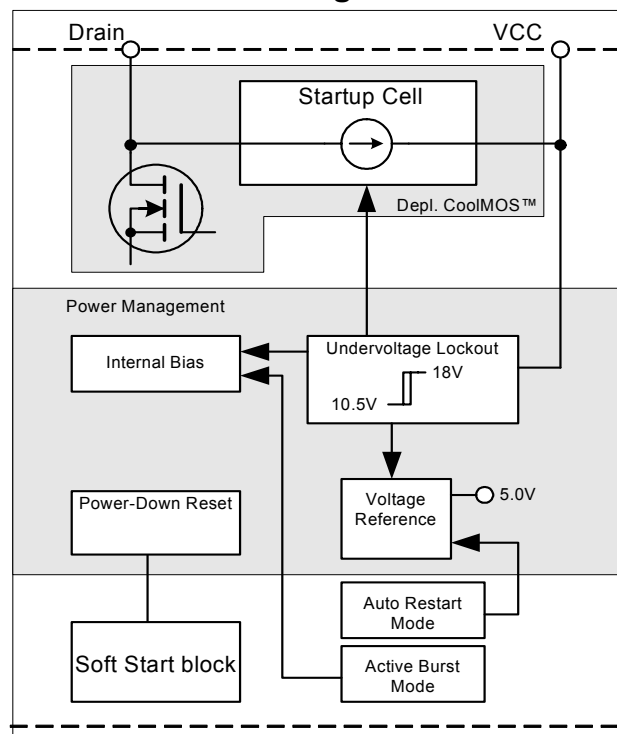 Drain
VCC
Startup Cell
Depl. CoolMOS™
Power Management
Internal Bias
Undervoltage Lockout
18V
10.5V
Power-Down Reset
Voltage
Reference
5.0V
Auto Restart
Mode
Soft Start block
Active Burst
Mode